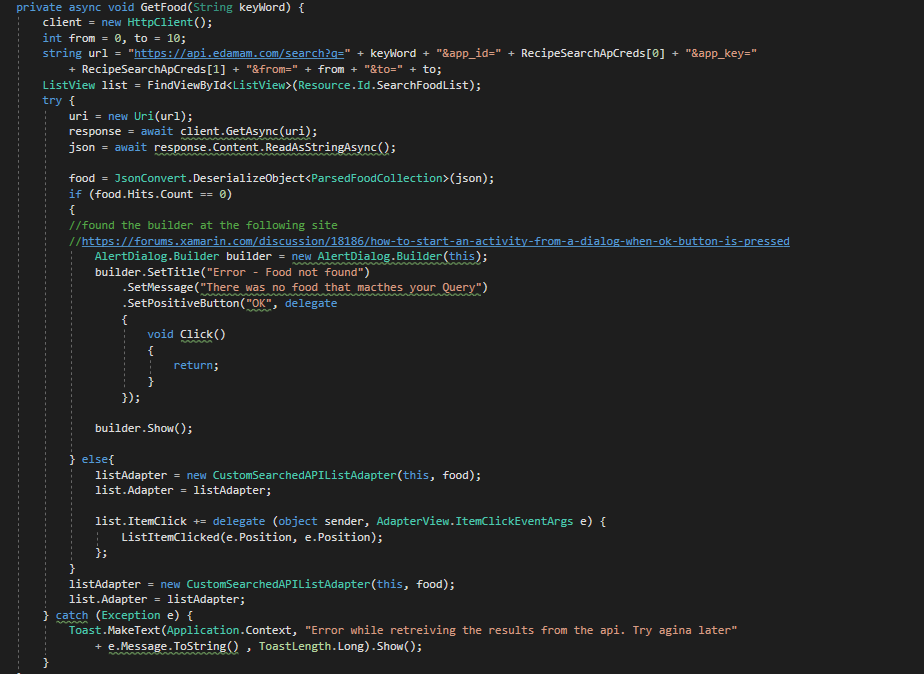 private async void GetFood(String keyWord) {
client = new HttpClient();
int from = 0, to = 10;
string url = "https://api.edamam.com/search?q=" + keyWord + "&app_id=" + RecipeSearchApCreds[0] + "&app_key="
+ RecipeSearchApCreds[1] + "&from=" + from + "&to=" + to;
ListView list = FindViewById<ListView>(Resource.Id.SearchFoodList);
try {
uri = new Uri(url);
response = await client.GetAsync(uri);
json = await response.Content.ReadAsStringAsync();
food = JsonConvert.DeserializeObject<ParsedFoodCollection>(json);
if (food.Hits.Count == 0)
{
//found the builder at the following site
//https://forums.xamarin.com/discussion/18186/how-to-start-an-activity-from-a-dialog-when-ok-button-is-pressed
AlertDialog.Builder builder = new AlertDialog.Builder(this);
builder.SetTitle("Error - Food not found")
.SetMessage("There was no food that macthes your Query")
.SetPositiveButton("OK", delegate
{
void Click()
{
return;
}
});
builder.Show();
} else{
listAdapter = new CustomSearchedAPIListAdapter(this, food);
list.Adapter = listAdapter;
list.ItemClick += delegate (object sender, AdapterView.ItemClickEventArgs e) {
ListItemClicked(e.Position, e.Position);
};
}
listAdapter = new CustomSearchedAPIListAdapter(this, food);
list.Adapter = listAdapter;
} catch (Exception e) {
Toast.MakeText(Application.Context, "Error while retreiving the results from the api. Try agina later"
+ e.Message.ToString() , ToastLength.Long).Show();
}